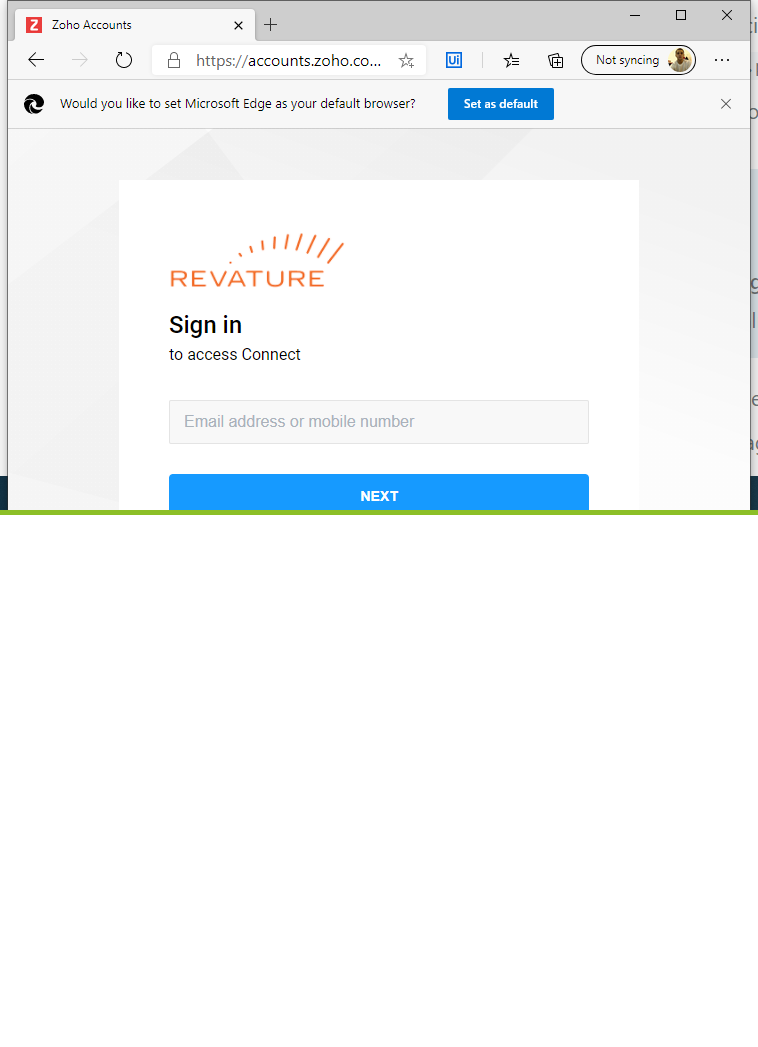 Zoho Accounts
https://accounts.zoho.co...
Ui
Not syncing
Would you like to set Microsoft Edge as your default browser?
Set as default
REVATURE
Sign in
to access Connect
Email address or mobile number
NEXT